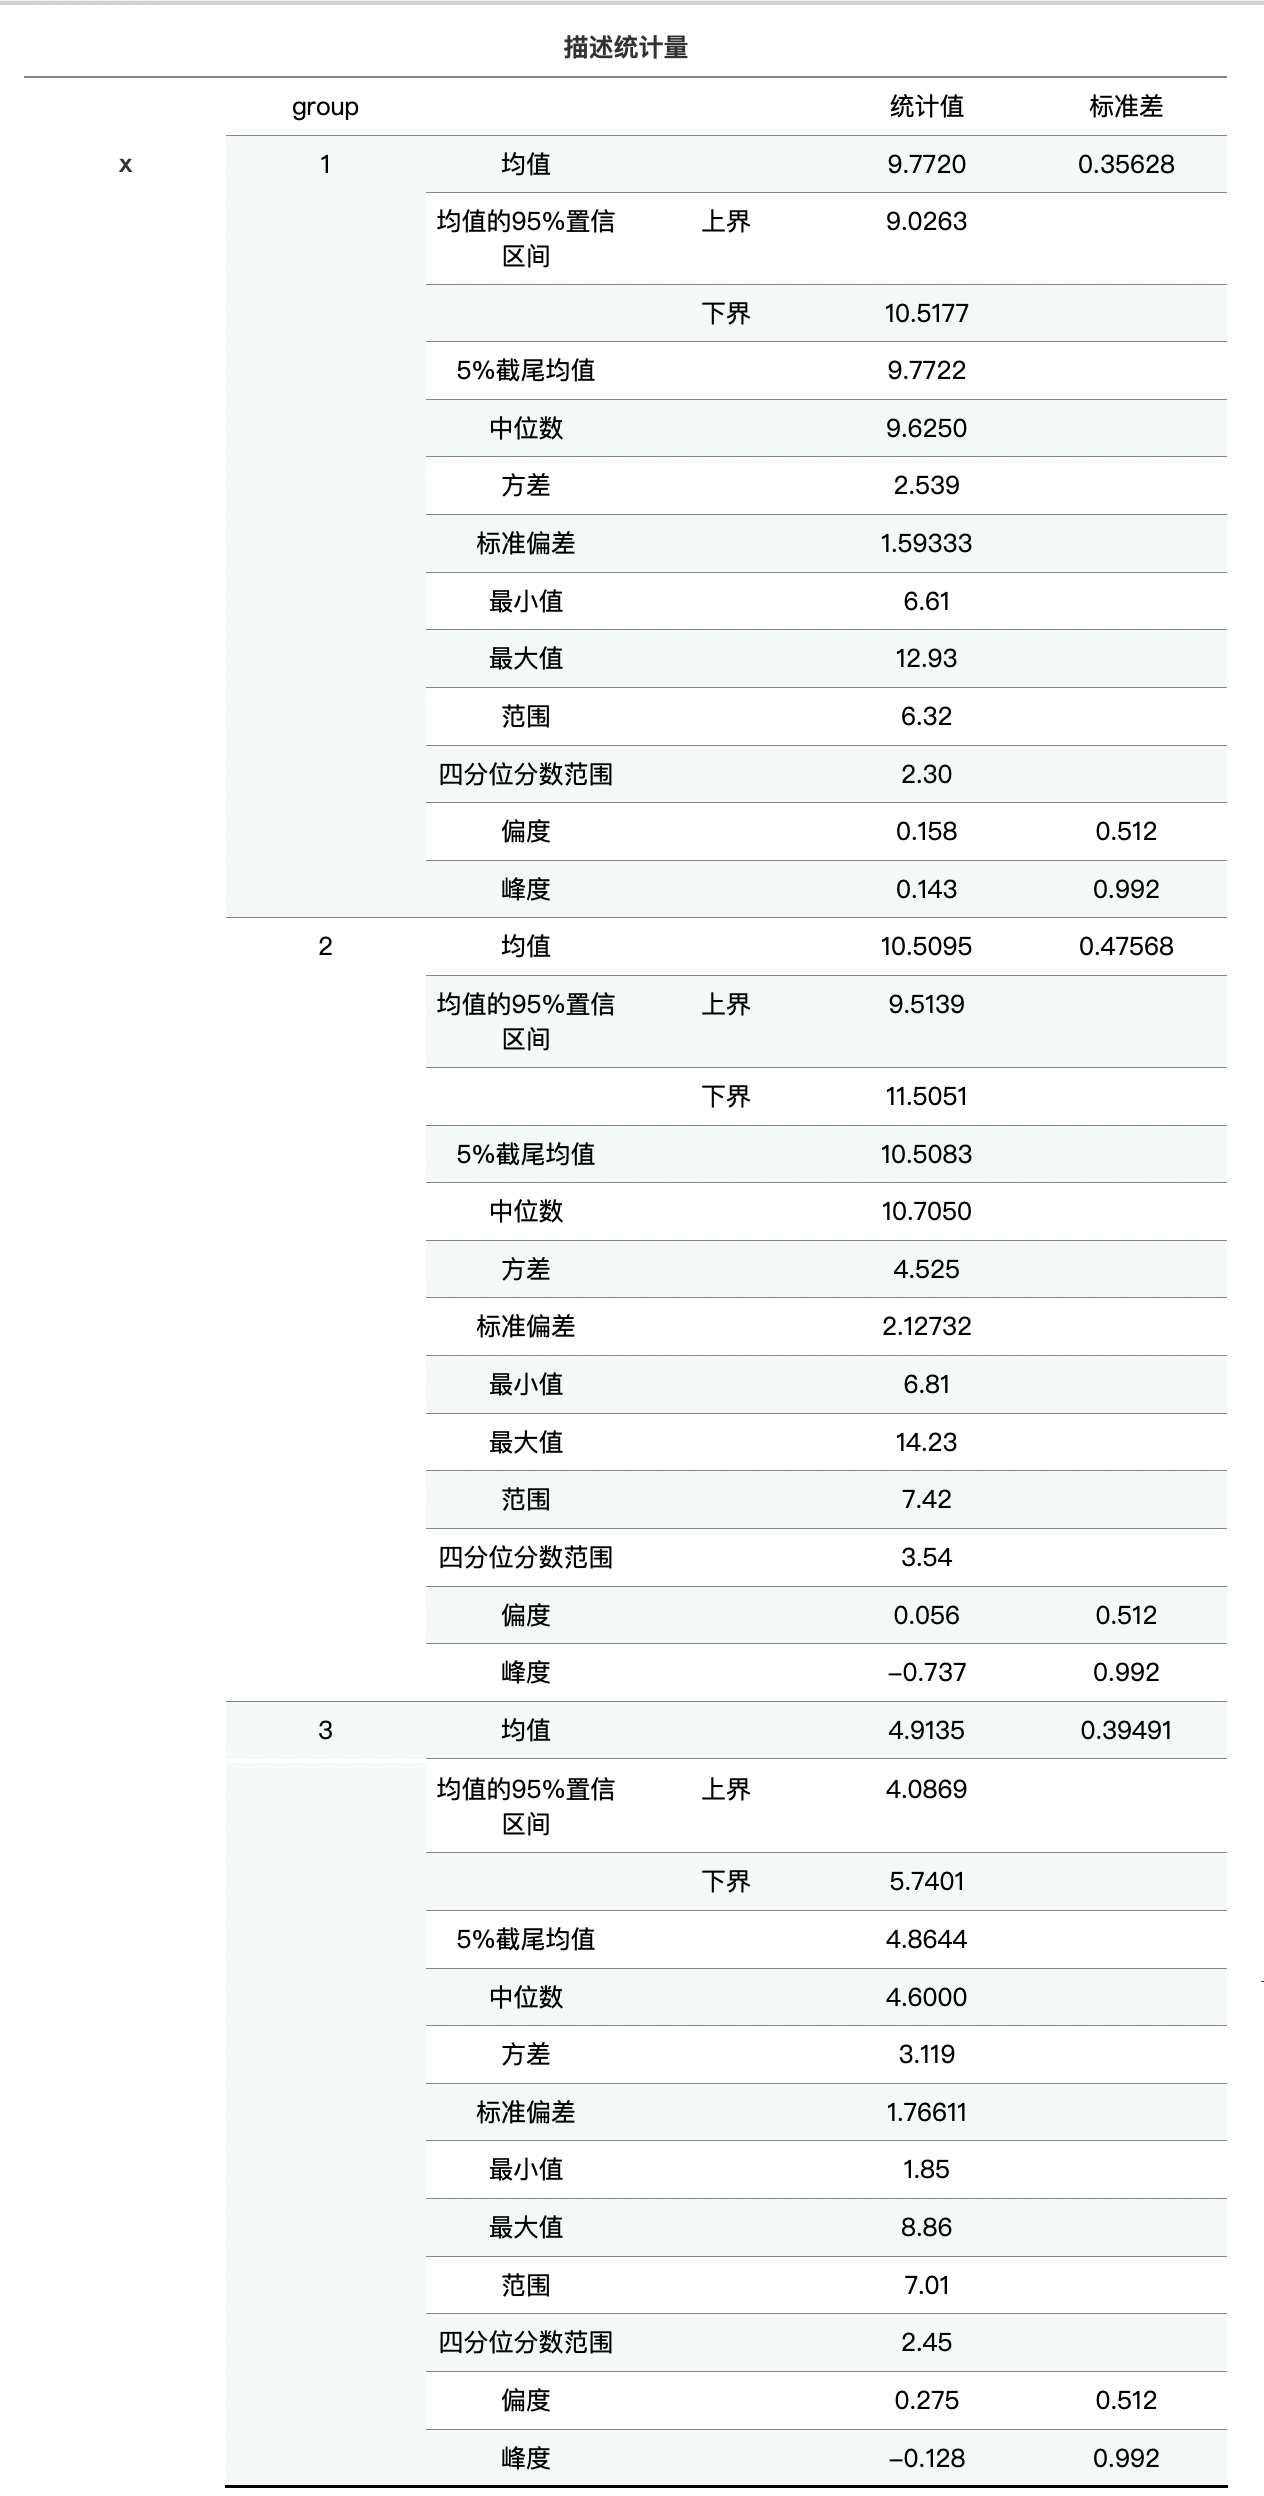 描述统计量
group 统计值 标准差
x 1 均值 9.7720 0.35628
均值的95%置信 上界 9.0263
区间
下界 10.5177
5%截尾均值 9.7722
中位数 9.6250
方差 2.539
标准偏差 1.59333
最小值 6.61
最大值 12.93
范围 6.32
四分位分数范围 2.30
偏度 0.158 0.512
峰度 0.143 0.992
2 均值 10.5095 0.47568
均值的95%置信 上界 9.5139
区间
下界 11.5051
5%截尾均值 10.5083
中位数 10.7050
方差 4.525
标准偏差 2.12732
最小值 6.81
最大值 14.23
范围 7.42
四分位分数范围 3.54
偏度 0.056 0.512
峰度 –0.737 0.992
3 均值 4.9135 0.39491
均值的95%置信 上界 4.0869
区间
下界 5.7401
5%截尾均值 4.8644
中位数 4.6000
方差 3.119
标准偏差 1.76611
最小值 1.85
最大值 8.86
范围 7.01
四分位分数范围 2.45
偏度 0.275 0.512
峰度 –0.128 0.992